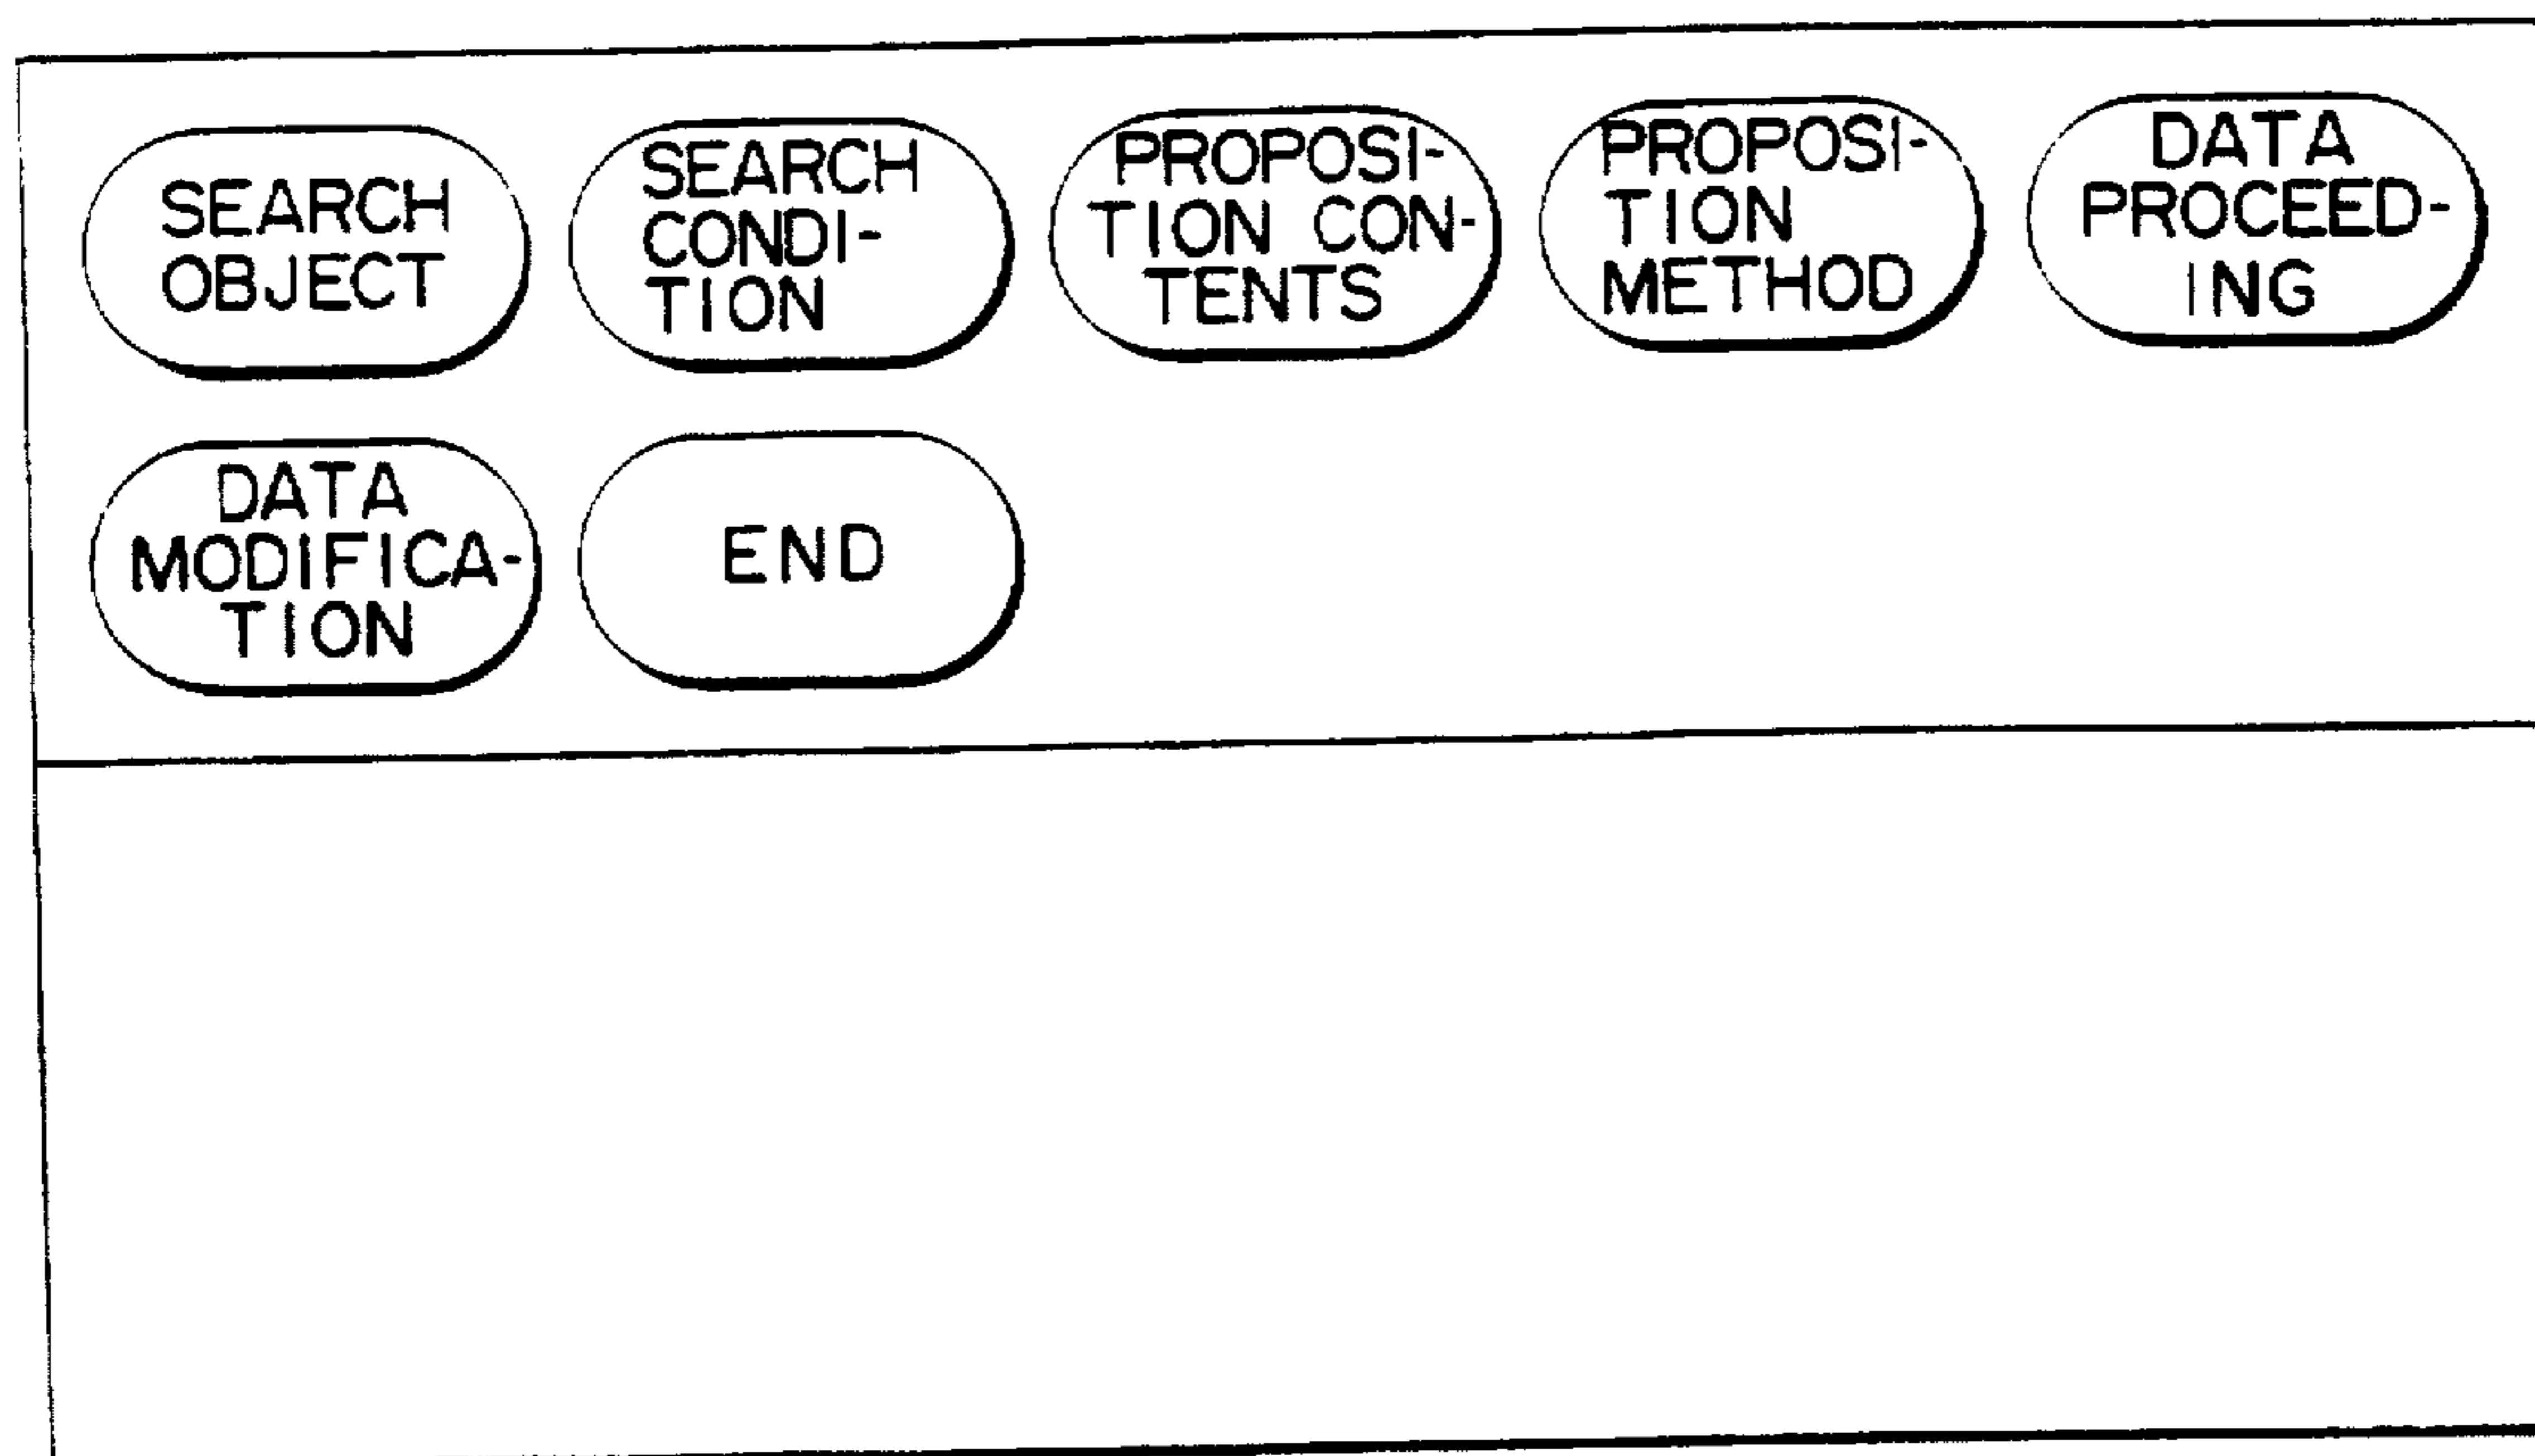 SEARCH
OBJECT
SEARCH
CONDI-
TION
PROPOSI-
TION CON-
TENTS
PROPOSI-
TION
METHOD
DATA
PROCEED-
ING
DATA
MODIFICA-
TION
END